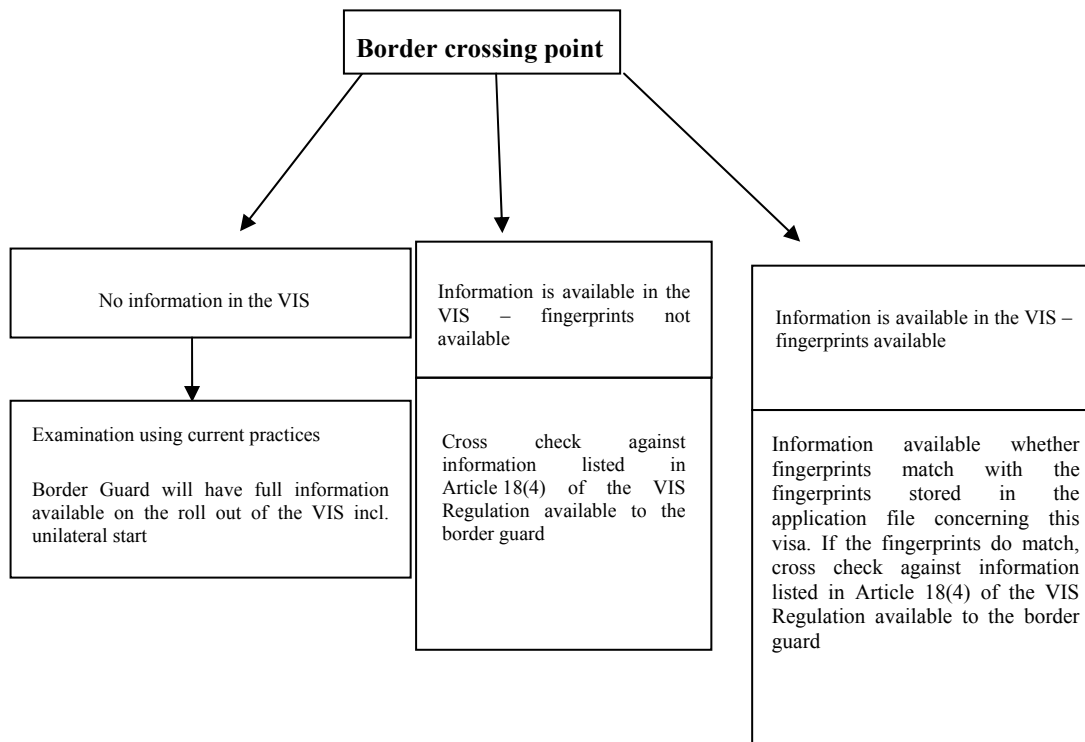 Border crossing point
No information in the VIS
Examination using current practices
Border Guard will have full information
available on the roll out of the VIS incl.
unilateral start
Information is available in the
VIS – fingerprints not
available
Cross check against
information listed in
Article 18(4) of the VIS
Regulation available to the
border guard
Information is available in the VIS –
fingerprints available
Information available whether
fingerprints match with the
fingerprints stored in the
application file concerning this
visa. If the fingerprints do match,
cross check against information
listed in Article 18(4) of the VIS
Regulation available to the border
guard